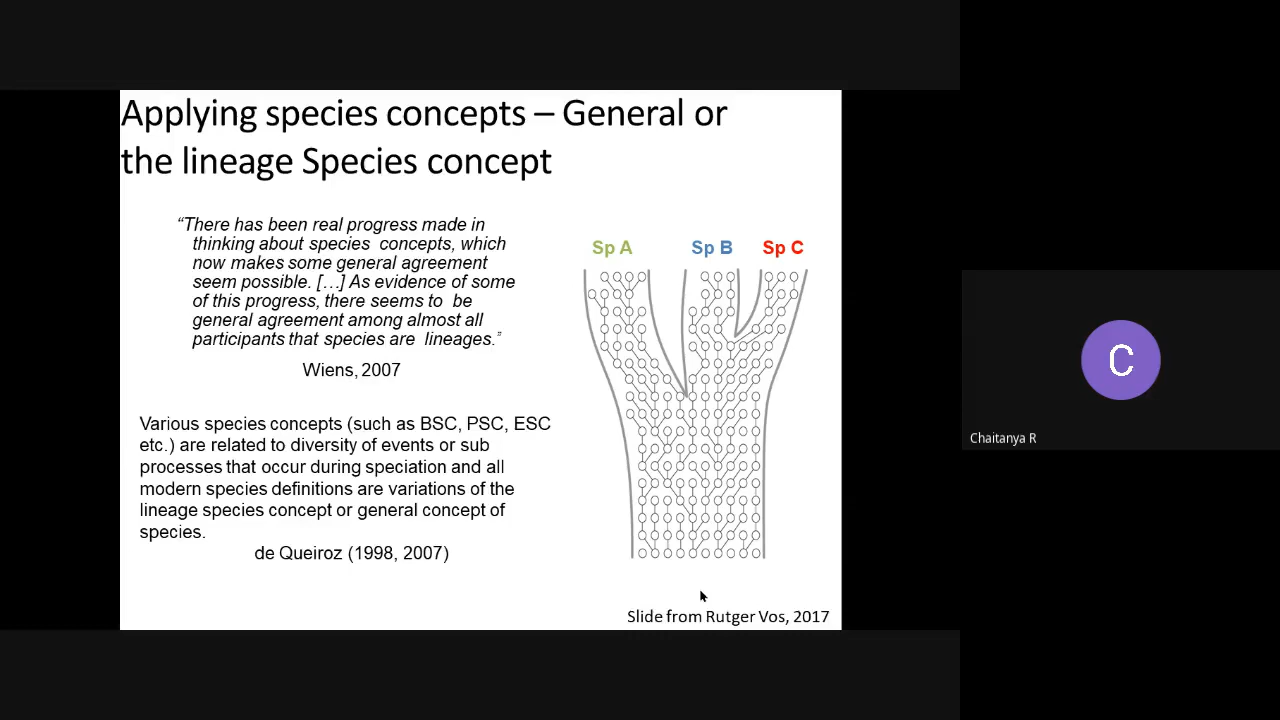 Applying species concepts – General or
the lineage Species concept
“There has been real progress made in
thinking about species concepts, which
now makes some general agreement
seem possible. […] As evidence of some
of this progress, there seems to be
general agreement among almost all
participants that species are lineages.”
Wiens, 2007
Various species concepts (such as BSC, PSC, ESC
etc.) are related to diversity of events or sub
processes that occur during speciation and all
modern species definitions are variations of the
lineage species concept or general concept of
species.
de Queiroz (1998, 2007)
Sp A Sp B Sp C
Slide from Rutger Vos, 2017
C
Chaitanya R